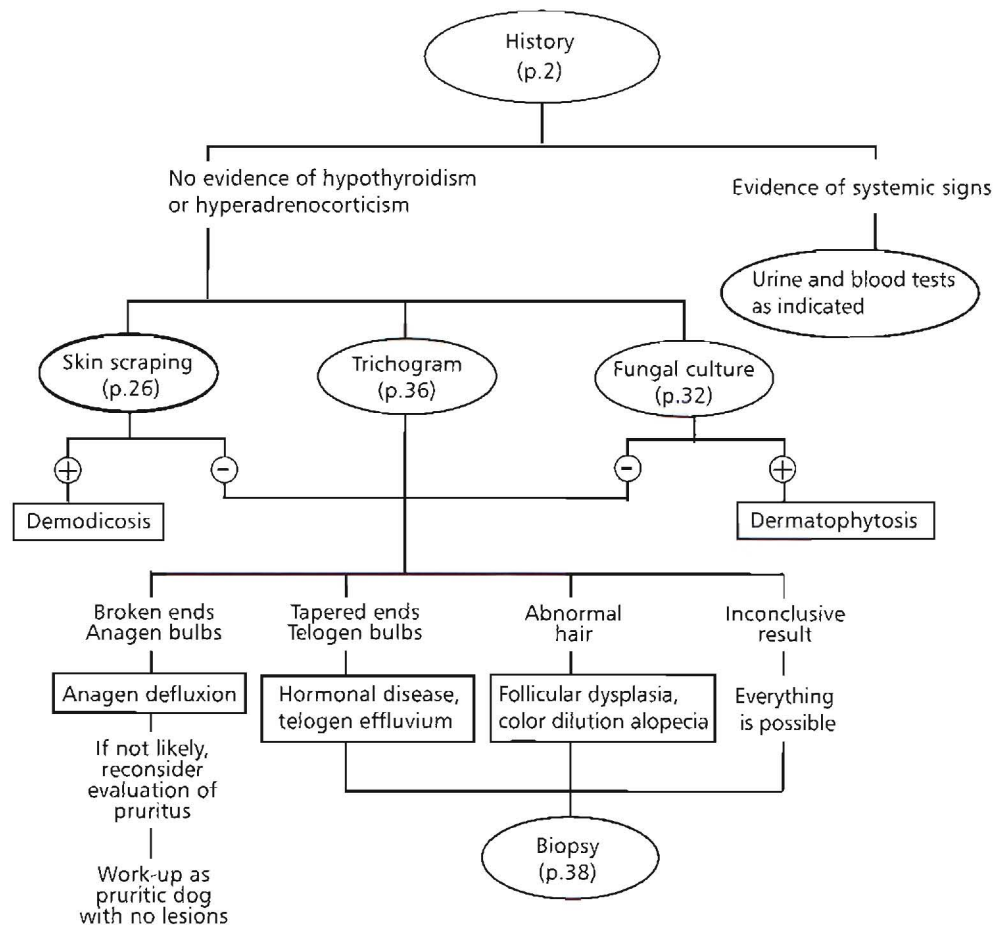 History
(p.2)
No evidence of hypothyroidism
or hyperadrenocorticism
Evidence of systemic signs
Urine and blood tests
as indicated
Skin scraping
(p.26)
Trichogram
(p.36)
Fungal culture
(p.32)
+
-
-
+
Demodicosis
Dermatophytosis
Broken ends
Anagen bulbs
Tapered ends
Telogen bulbs
Abnormal
hair
Inconclusive
result
Anagen defluxion
Hormonal disease,
telogen effluvium
Follicular dysplasia,
color dilution alopecia
Everything
is possible
If not likely,
reconsider
evaluation of
pruritus
Work-up as
pruritic dog
with no lesions
Biopsy
(p.38)